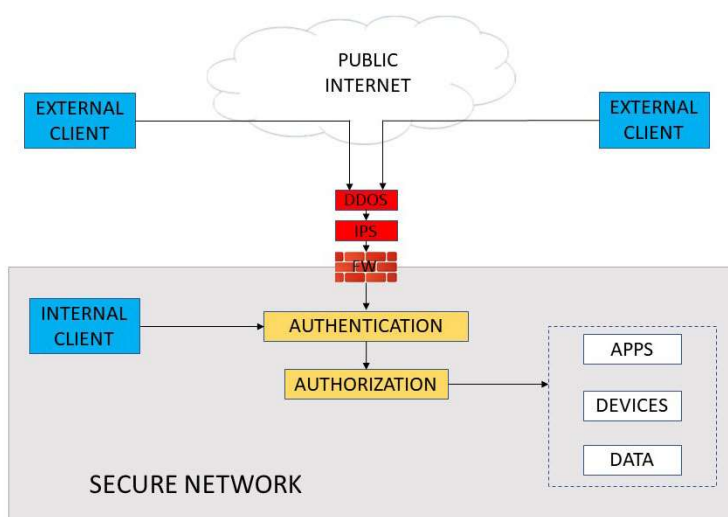 PUBLIC
INTERNET
EXTERNAL
CLIENT
EXTERNAL
CLIENT
DDOS
IPS
FW
INTERNAL
CLIENT
AUTHENTICATION
AUTHORIZATION
APPS
DEVICES
DATA
SECURE NETWORK